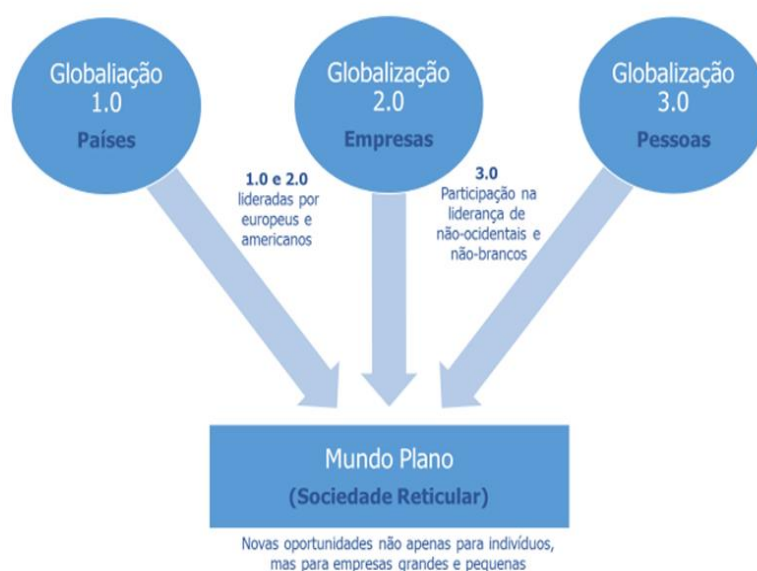 Globaliação
1.0
Países
Globalização
2.0
Empresas
Globalização
3.0
Pessoas
1.0 e 2.0
lideradas por
europeus e
americanos
3.0
Participação na
liderança de
não-ocidentais e
não-brancos
Mundo Plano
(Sociedade Reticular)
Novas oportunidades não apenas para indivíduos,
mas para empresas grandes e pequenas